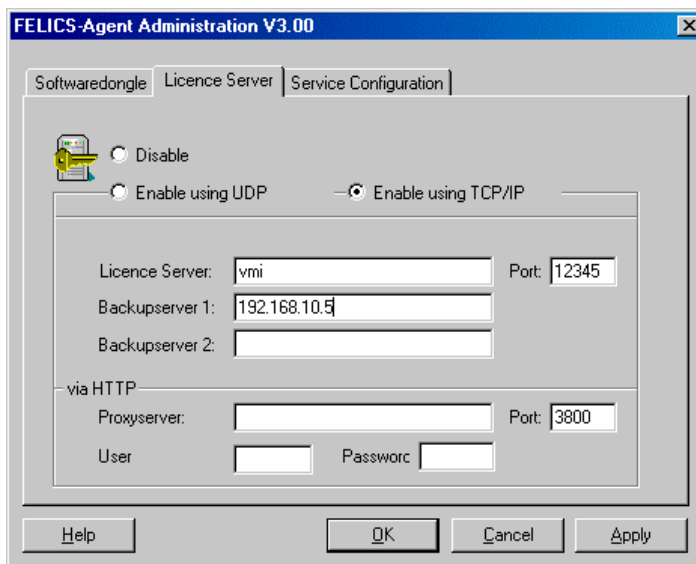 FELICS-Agent Administration V3.00
Softwaredongle Licence Server Service Configuration
Disable
Enable using UDP Enable using TCP/IP
Licence Server: vmi Port: 12345
Backupserver 1: 192.168.10.5
Backupserver 2:
via HTTP
Proxyserver: Port: 3800
User Passworc
Help OK Cancel Apply